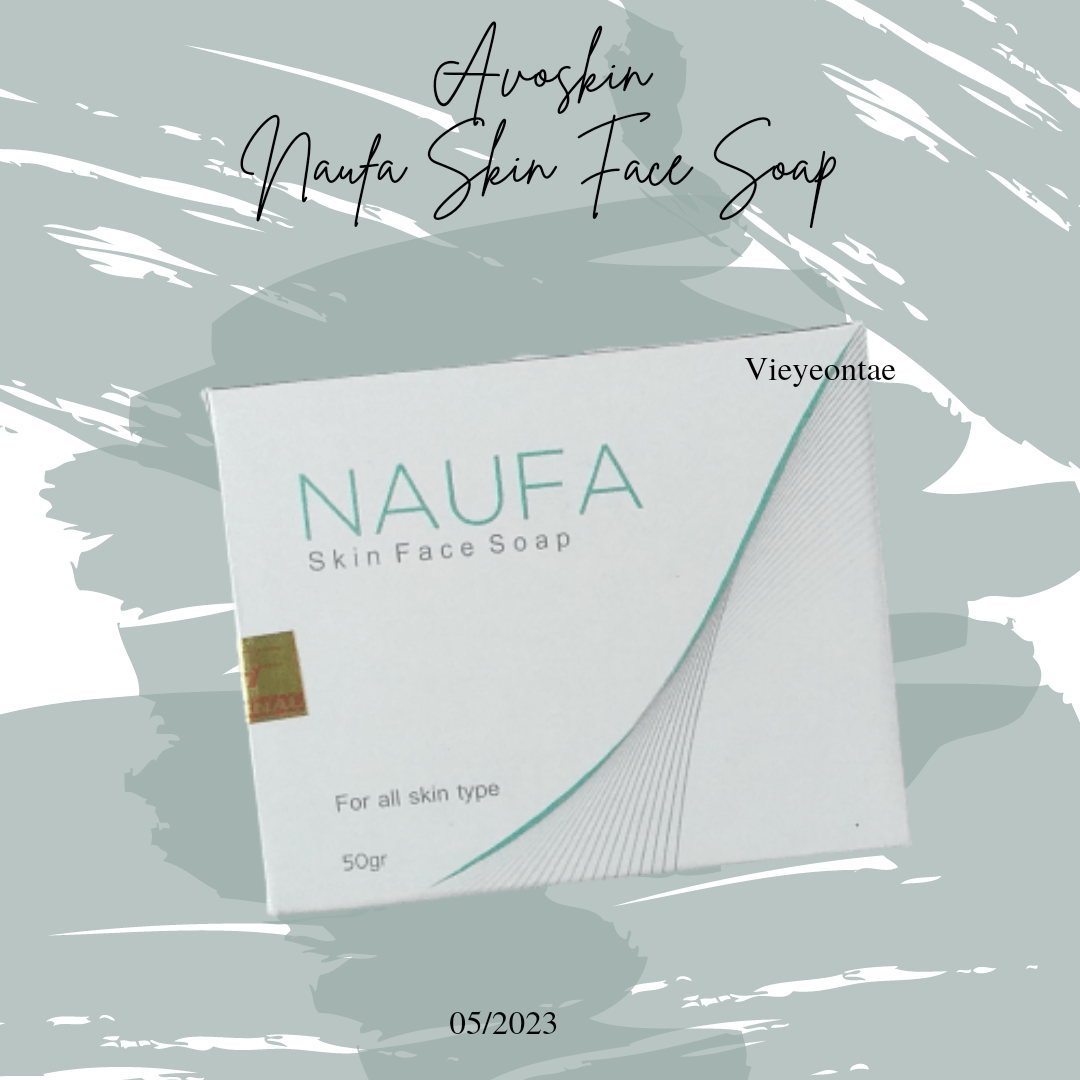 Avoskin
Naufa Skin Face Soap
Vieyeontae
NAUFA
Skin Face Soap
For all skin type
50gr
05/2023